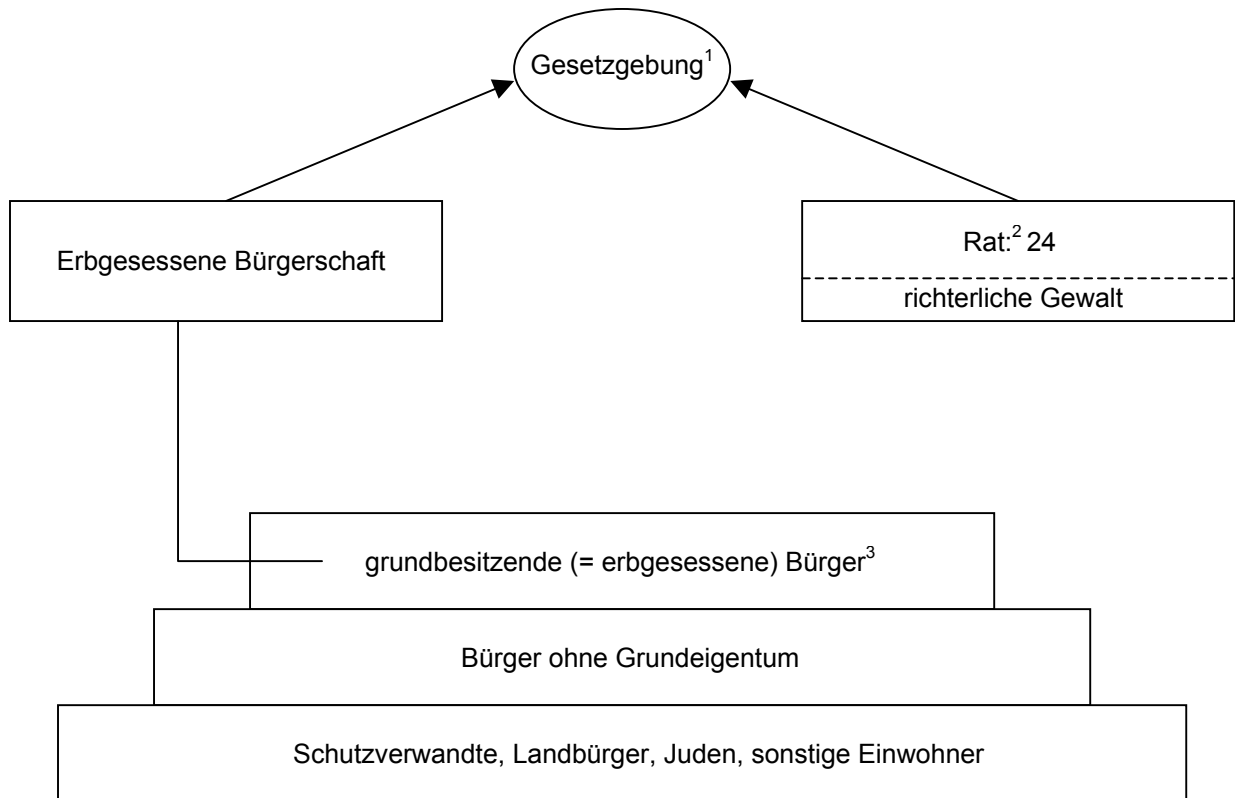 Gesetzgebung¹
Erbgesessene Bürgerschaft
Rat:² 24
richterliche Gewalt
grundbesitzende (= erbgesessene) Bürger³
Bürger ohne Grundeigentum
Schutzverwandte, Landbürger, Juden, sonstige Einwohner